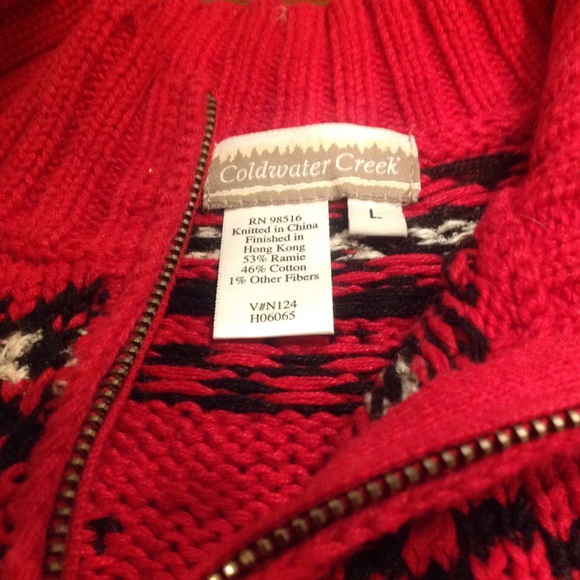 Coldwater Creek®
L
RN 98516
Knitted in China
Finished in
Hong Kong
53% Ramie
46% Cotton
1% Other Fibers
V#N124
H06065